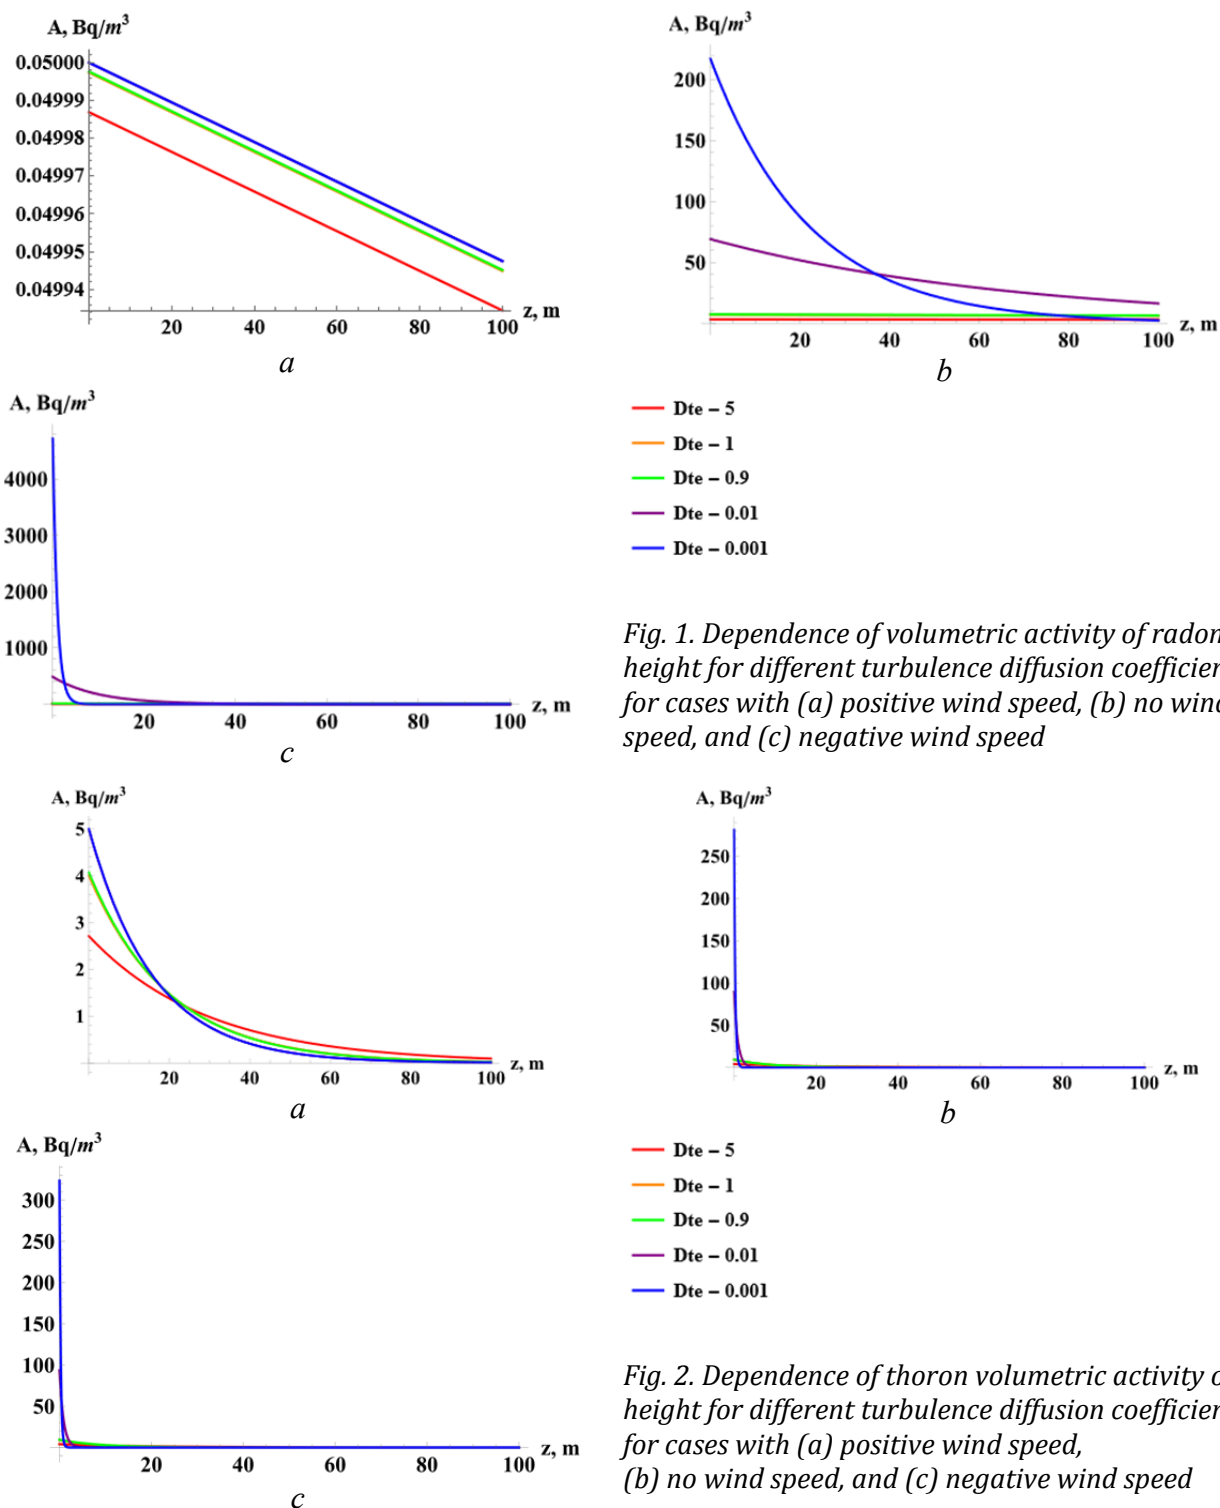 A, Bq/m³
0.05000
0.04999
0.04998
0.04997
0.04996
0.04995
0.04994
20 40 60 80 100
z, m
a
A, Bq/m³
200
150
100
50
20 40 60 80 100
z, m
b
A, Bq/m³
4000
3000
2000
1000
20 40 60 80 100
z, m
c
Dte – 5
Dte – 1
Dte – 0.9
Dte – 0.01
Dte – 0.001
Fig. 1. Dependence of volumetric activity of radon
height for different turbulence diffusion coefficien
for cases with (a) positive wind speed, (b) no wind
speed, and (c) negative wind speed
A, Bq/m³
5
4
3
2
1
20 40 60 80 100
z, m
a
A, Bq/m³
250
200
150
100
50
20 40 60 80 100
z, m
b
A, Bq/m³
300
250
200
150
100
50
20 40 60 80 100
z, m
c
Dte – 5
Dte – 1
Dte – 0.9
Dte – 0.01
Dte – 0.001
Fig. 2. Dependence of thoron volumetric activity o
height for different turbulence diffusion coefficien
for cases with (a) positive wind speed,
(b) no wind speed, and (c) negative wind speed